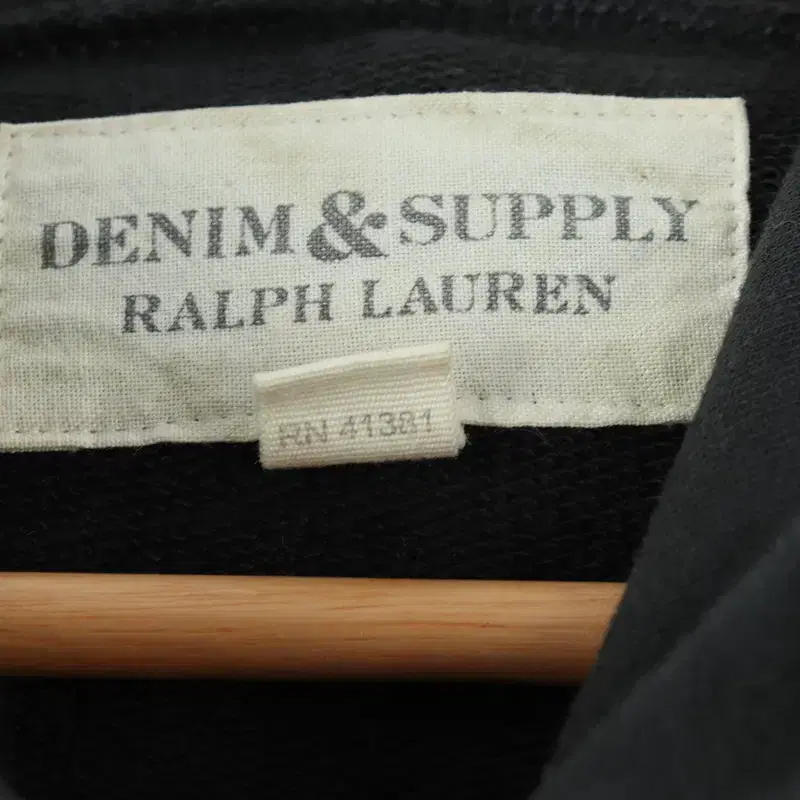 DENIM & SUPPLY
RALPH LAUREN
RN 41381